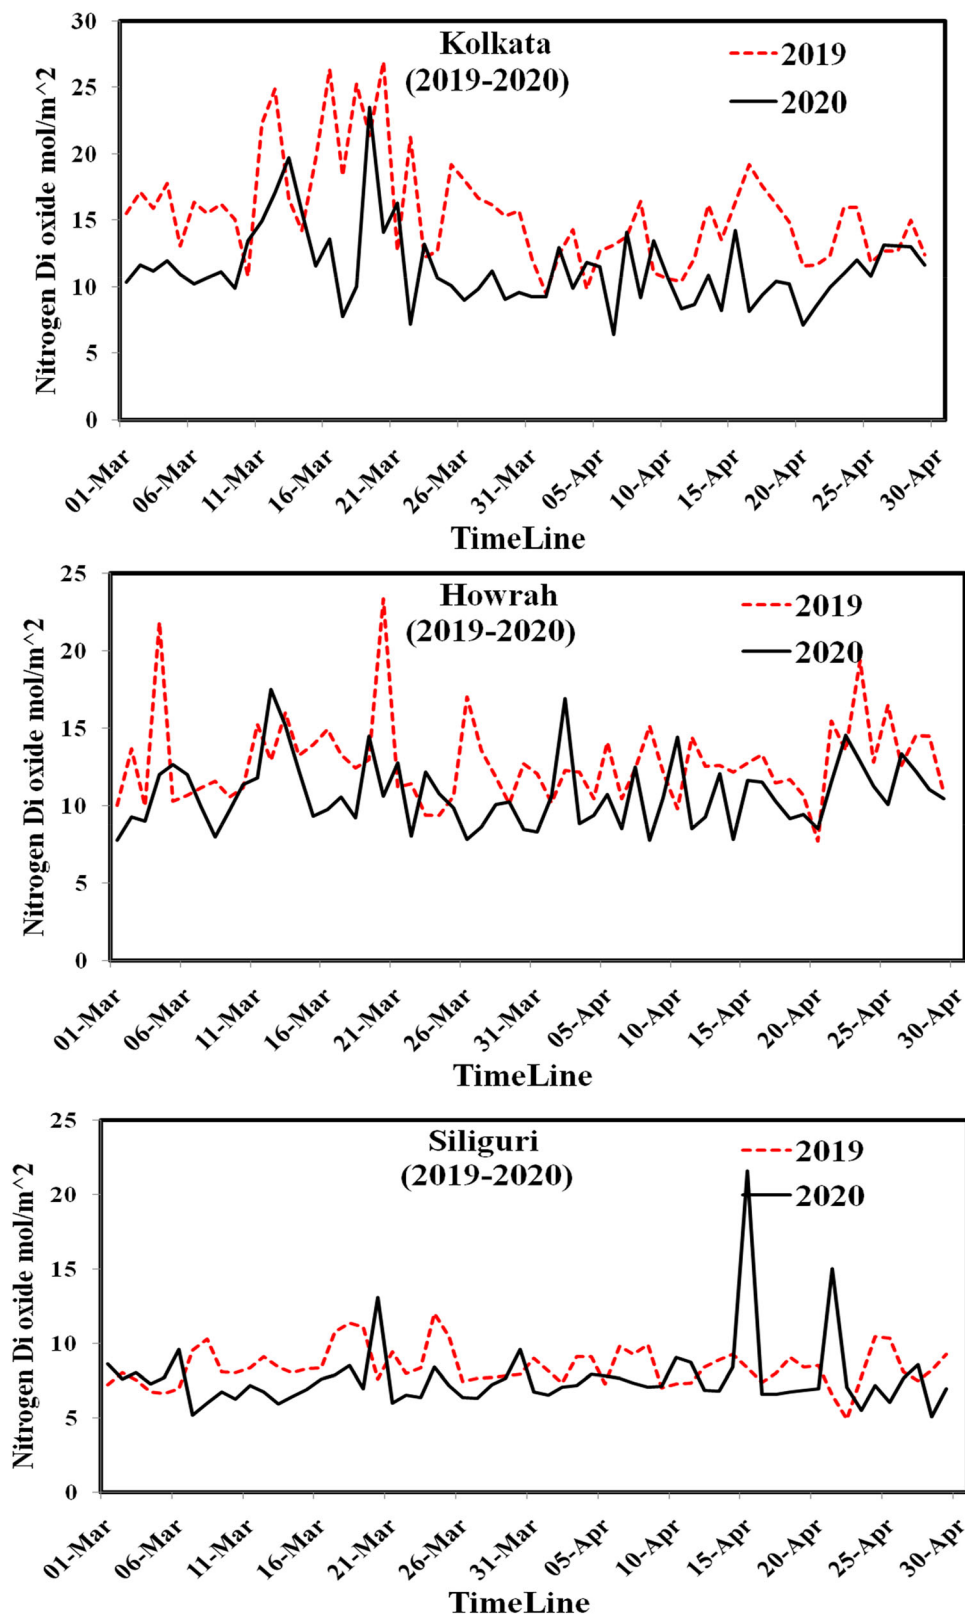 Kolkata
(2019-2020)
2019
2020
Nitrogen Di oxide mol/m^2
30
25
20
15
10
5
0
01-Mar
06-Mar
11-Mar
16-Mar
21-Mar
26-Mar
31-Mar
05-Apr
10-Apr
15-Apr
20-Apr
25-Apr
30-Apr
TimeLine
Howrah
(2019-2020)
2019
2020
Nitrogen Di oxide mol/m^2
25
20
15
10
5
0
01-Mar
06-Mar
11-Mar
16-Mar
21-Mar
26-Mar
31-Mar
05-Apr
10-Apr
15-Apr
20-Apr
25-Apr
30-Apr
TimeLine
Siliguri
(2019-2020)
2019
2020
Nitrogen Di oxide mol/m^2
25
20
15
10
5
0
01-Mar
06-Mar
11-Mar
16-Mar
21-Mar
26-Mar
31-Mar
05-Apr
10-Apr
15-Apr
20-Apr
25-Apr
30-Apr
TimeLine